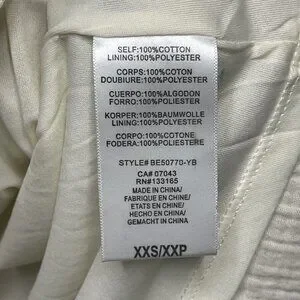 SELF:100%COTTON
LINING:100%POLYESTER
CORPS:100%COTON
DOUBIURE:100%POLYESTER
CUERPO:100%ALGODON
FORRO:100%POLIESTER
KORPER:100%BAUMWOLLE
LINING:100%POLYESTER
CORPO:100%COTONE
FODERA:100%POLIESTERE
STYLE# BE50770-YB
CA# 07043
RN#133165
MADE IN CHINA/
FABRIQUE EN CHINE/
ETATS EN CHINE/
HECHO EN CHINA/
GEMACHT IN CHINA
XXS/XXP